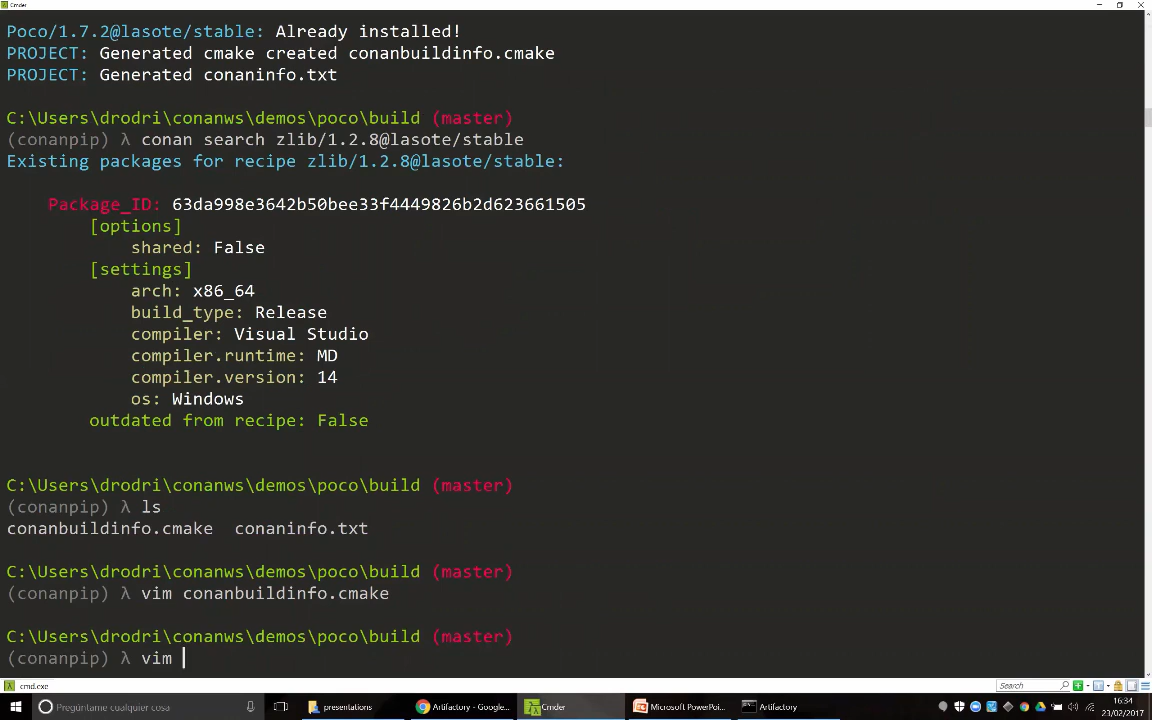 Cmder
Poco/1.7.2@lasote/stable: Already installed!
PROJECT: Generated cmake created conanbuildinfo.cmake
PROJECT: Generated conaninfo.txt
C:\Users\drodri\conanws\demos\poco\build (master)
(conanpip) λ conan search zlib/1.2.8@lasote/stable
Existing packages for recipe zlib/1.2.8@lasote/stable:
Package_ID: 63da998e3642b50bee33f4449826b2d623661505
[options]
shared: False
[settings]
arch: x86_64
build_type: Release
compiler: Visual Studio
compiler.runtime: MD
compiler.version: 14
os: Windows
outdated from recipe: False
C:\Users\drodri\conanws\demos\poco\build (master)
(conanpip) λ ls
conanbuildinfo.cmake  conaninfo.txt
C:\Users\drodri\conanws\demos\poco\build (master)
(conanpip) λ vim conanbuildinfo.cmake
C:\Users\drodri\conanws\demos\poco\build (master)
(conanpip) λ vim
cmd.exe Search
Pregúntame cualquier cosa presentations Artifactory - Google... Cmder Microsoft PowerPoi... Artifactory 16:34
23/02/2017